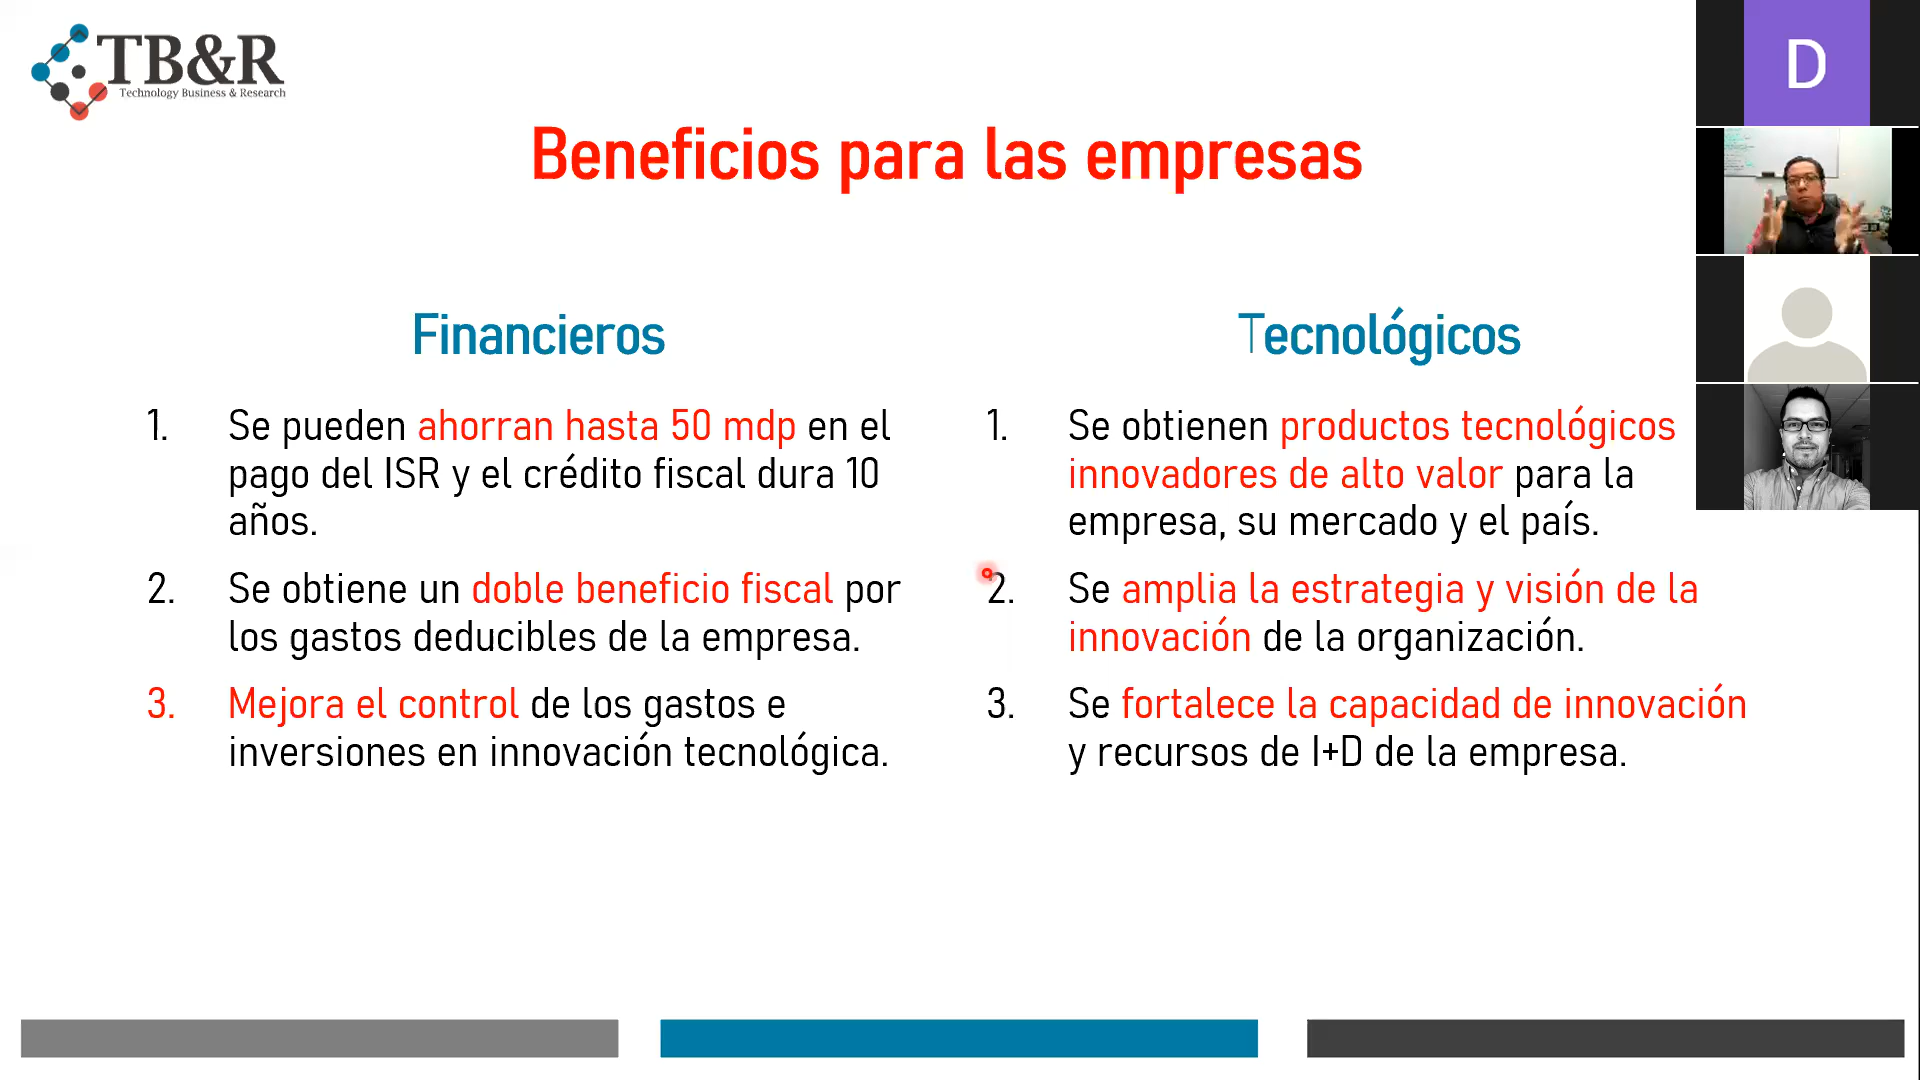 TB&R
Technology Business & Research
D
Beneficios para las empresas
Financieros
1. Se pueden ahorran hasta 50 mdp en el
pago del ISR y el crédito fiscal dura 10
años.
2. Se obtiene un doble beneficio fiscal por
los gastos deducibles de la empresa.
3. Mejora el control de los gastos e
inversiones en innovación tecnológica.
Tecnológicos
1. Se obtienen productos tecnológicos
innovadores de alto valor para la
empresa, su mercado y el país.
2. Se amplia la estrategia y visión de la
innovación de la organización.
3. Se fortalece la capacidad de innovación
y recursos de I+D de la empresa.